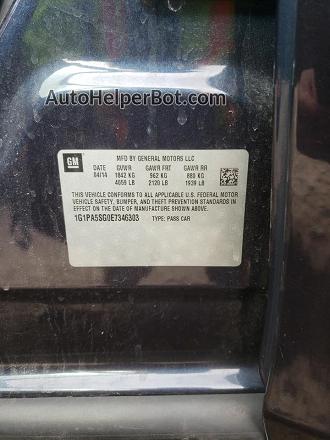 AutoHelperBot.com
GM
MFD BY GENERAL MOTORS LLC
DATE GVWR GAWR FRT GAWR RR
04/14 1842 KG 962 KG 880 KG
4059 LB 2120 LB 1939 LB
THIS VEHICLE CONFORMS TO ALL APPLICABLE U.S. FEDERAL MOTOR
VEHICLE SAFETY, BUMPER, AND THEFT PREVENTION STANDARDS IN
EFFECT ON THE DATE OF MANUFACTURE SHOWN ABOVE.
1G1PA5SG0E7346303 TYPE: PASS CAR
AutoHelperBot.com